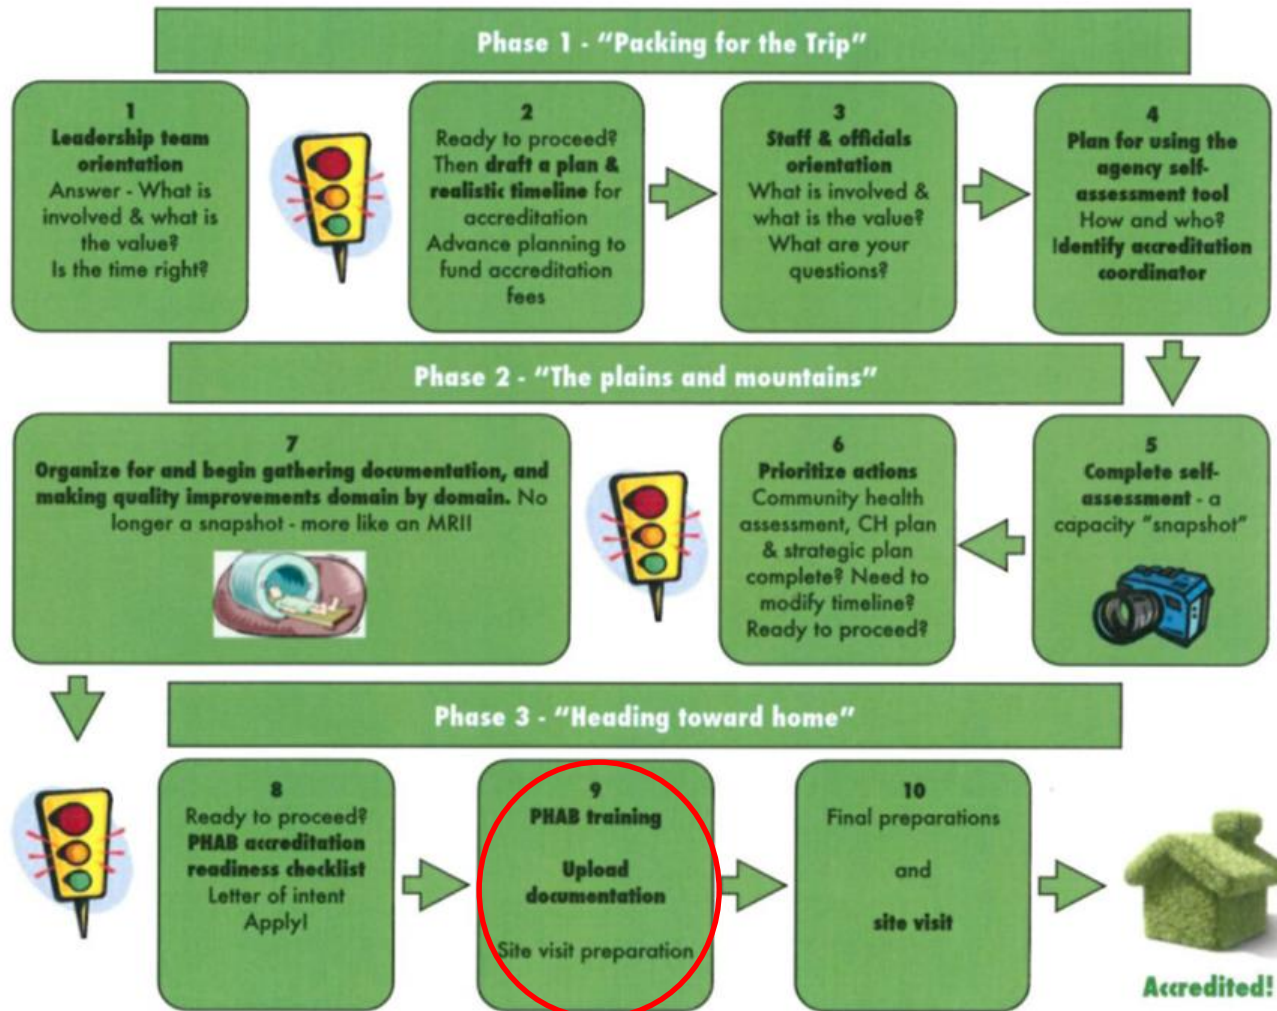 Phase 1 - "Packing for the Trip"
1
Leadership team
orientation
Answer - What is
involved & what is
the value?
Is the time right?
2
Ready to proceed?
Then draft a plan &
realistic timeline for
accreditation
Advance planning to
fund accreditation
fees
3
Staff & officials
orientation
What is involved &
what is the value?
What are your
questions?
4
Plan for using the
agency self-
assessment tool
How and who?
Identify accreditation
coordinator
Phase 2 - "The plains and mountains"
7
Organize for and begin gathering documentation, and
making quality improvements domain by domain. No
longer a snapshot - more like an MRI!
6
Prioritize actions
Community health
assessment, CH plan
& strategic plan
complete? Need to
modify timeline?
Ready to proceed?
5
Complete self-
assessment - a
capacity "snapshot"
Phase 3 - "Heading toward home"
8
Ready to proceed?
PHAB accreditation
readiness checklist
Letter of intent
Apply!
9
PHAB training
Upload
documentation
Site visit preparation
10
Final preparations
and
site visit
Accredited!